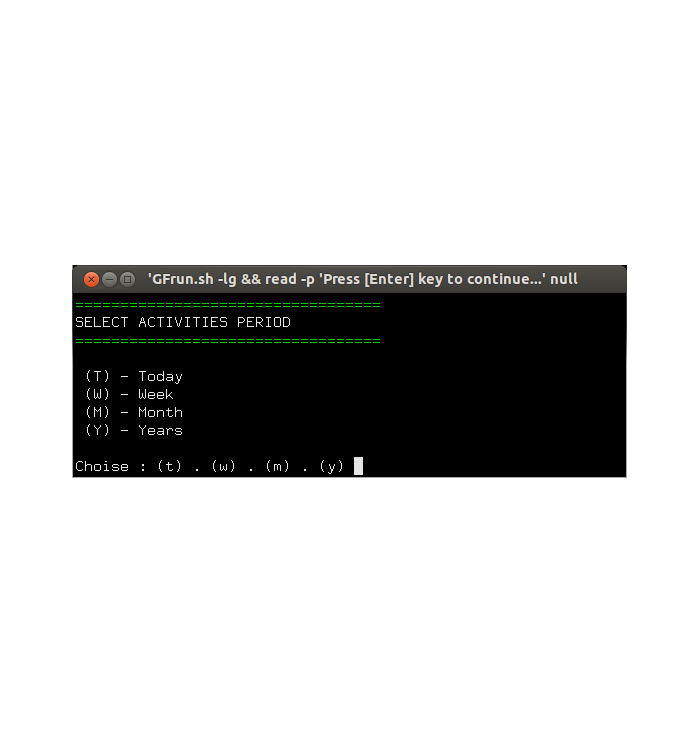 'GFrun.sh -lg && read -p 'Press [Enter] key to continue...' null
==================================
SELECT ACTIVITIES PERIOD
==================================
(T) - Today
(W) - Week
(M) - Month
(Y) - Years
Choise : (t) . (w) . (m) . (y)